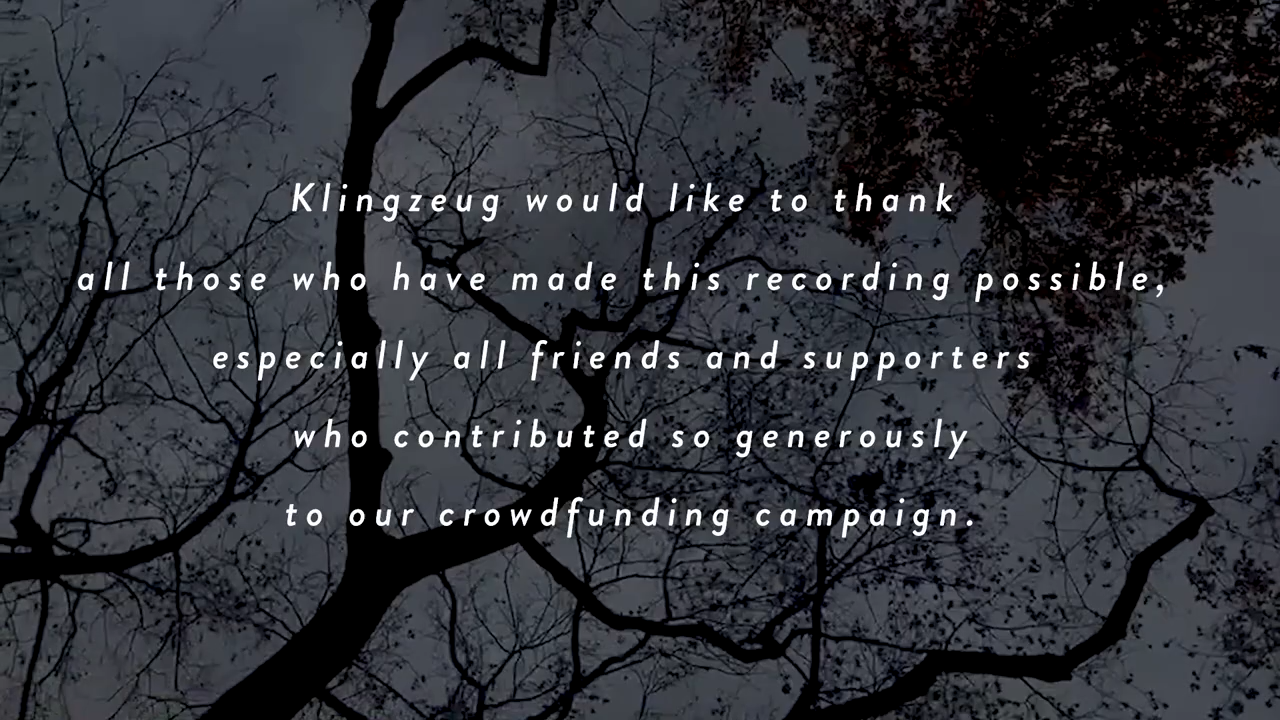 Klingzeug would like to thank
all those who have made this recording possible,
especially all friends and supporters
who contributed so generously
to our crowdfunding campaign.